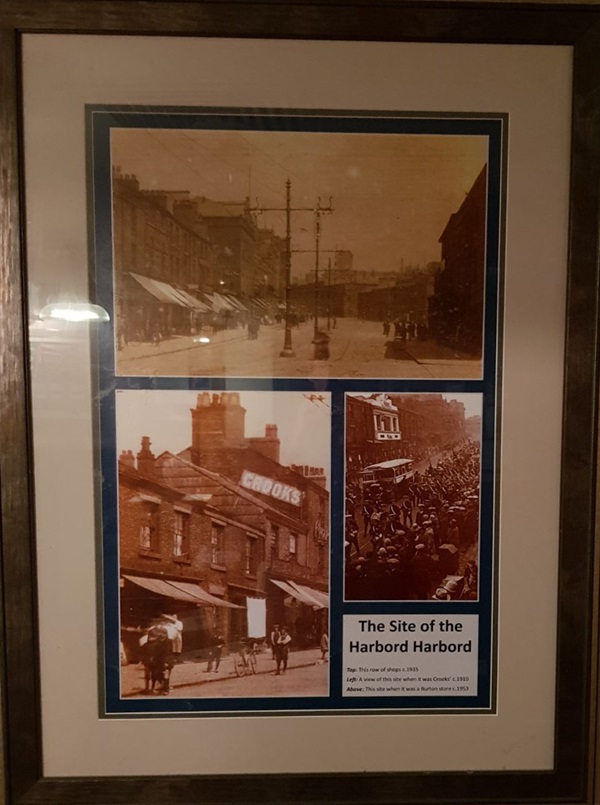 CROOKS'
The Site of the
Harbord Harbord
Top: This row of shops c.1935
Left: A view of this site when it was Crooks' c.1910
Above: This site when it was a Burton store c.1953